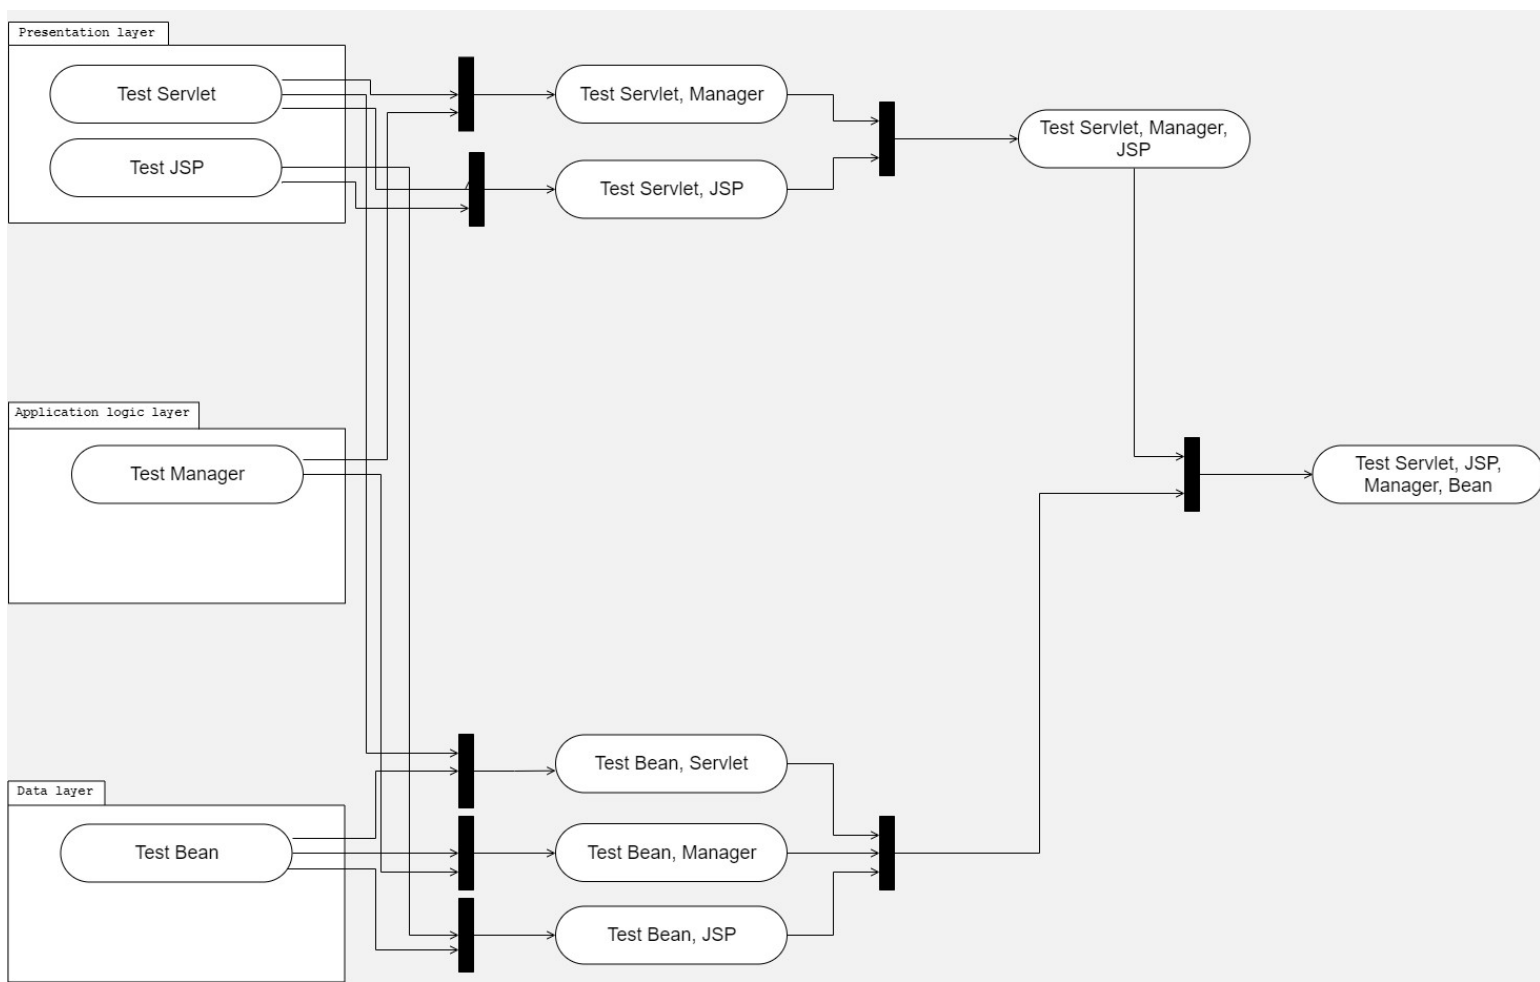 Presentation layer
Test Servlet
Test JSP
Test Servlet, Manager
Test Servlet, JSP
Test Servlet, Manager,
JSP
Application logic layer
Test Manager
Test Servlet, JSP,
Manager, Bean
Data layer
Test Bean
Test Bean, Servlet
Test Bean, Manager
Test Bean, JSP